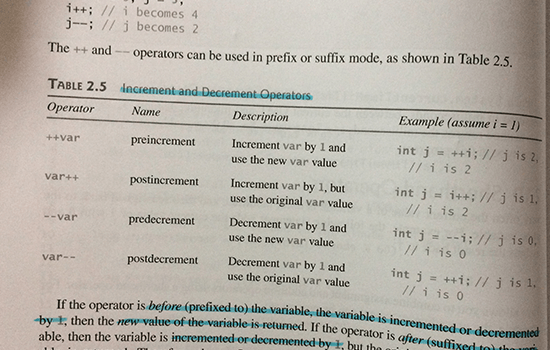 i++; // i becomes 4
j--; // j becomes 2
The ++ and -- operators can be used in prefix or suffix mode, as shown in Table 2.5.
TABLE 2.5 Increment and Decrement Operators
Operator Name Description Example (assume i = 1)
++var preincrement Increment var by 1 and int j = ++i; // j is 2,
use the new var value // i is 2
var++ postincrement Increment var by 1, but int j = i++; // j is 1,
use the original var value // i is 2
--var predecrement Decrement var by 1 and int j = --i; // j is 0,
use the new var value // i is 0
var-- postdecrement Decrement var by 1 and int j = ++i; // j is 1,
use the original var value // i is 0
If the operator is before (prefixed to) the variable, the variable is incremented or decremented
by 1, then the new value of the variable is returned. If the operator is after (suffixed to) the
able, then the variable is incremented or decremented by 1, but the